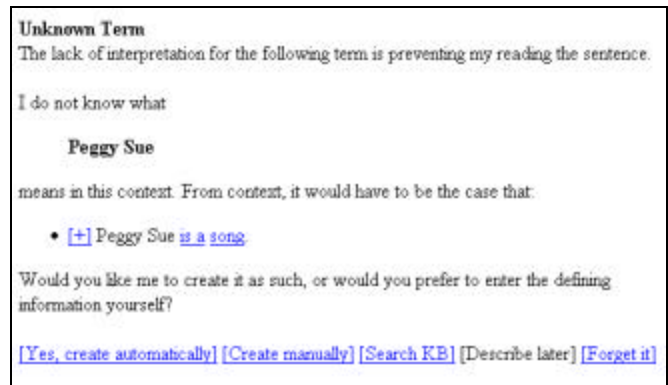 Unknown Term
The lack of interpretation for the following term is preventing my reading the sentence.
I do not know what
Peggy Sue
means in this context. From context, it would have to be the case that:
• [+] Peggy Sue is a song.
Would you like me to create it as such, or would you prefer to enter the defining
information yourself?
[Yes, create automatically] [Create manually] [Search KB] [Describe later] [Forget it]